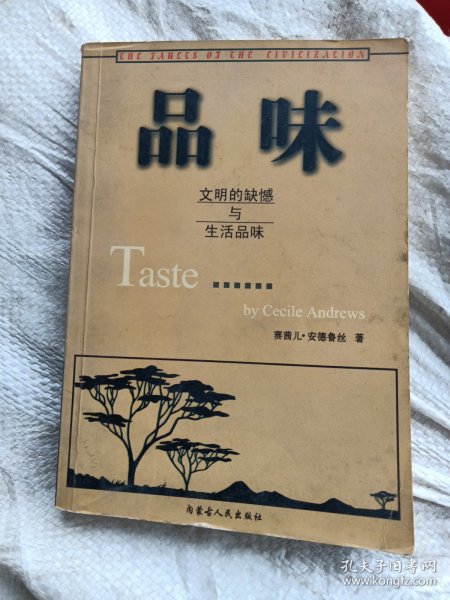 THE FAULTS OF THE CIVILIZATION
品味
文明的缺憾
与
生活品味
Taste ......
by Cecile Andrews
赛茜儿·安德鲁丝 著
内蒙古人民出版社
孔夫子旧书网
www.kongfz.com